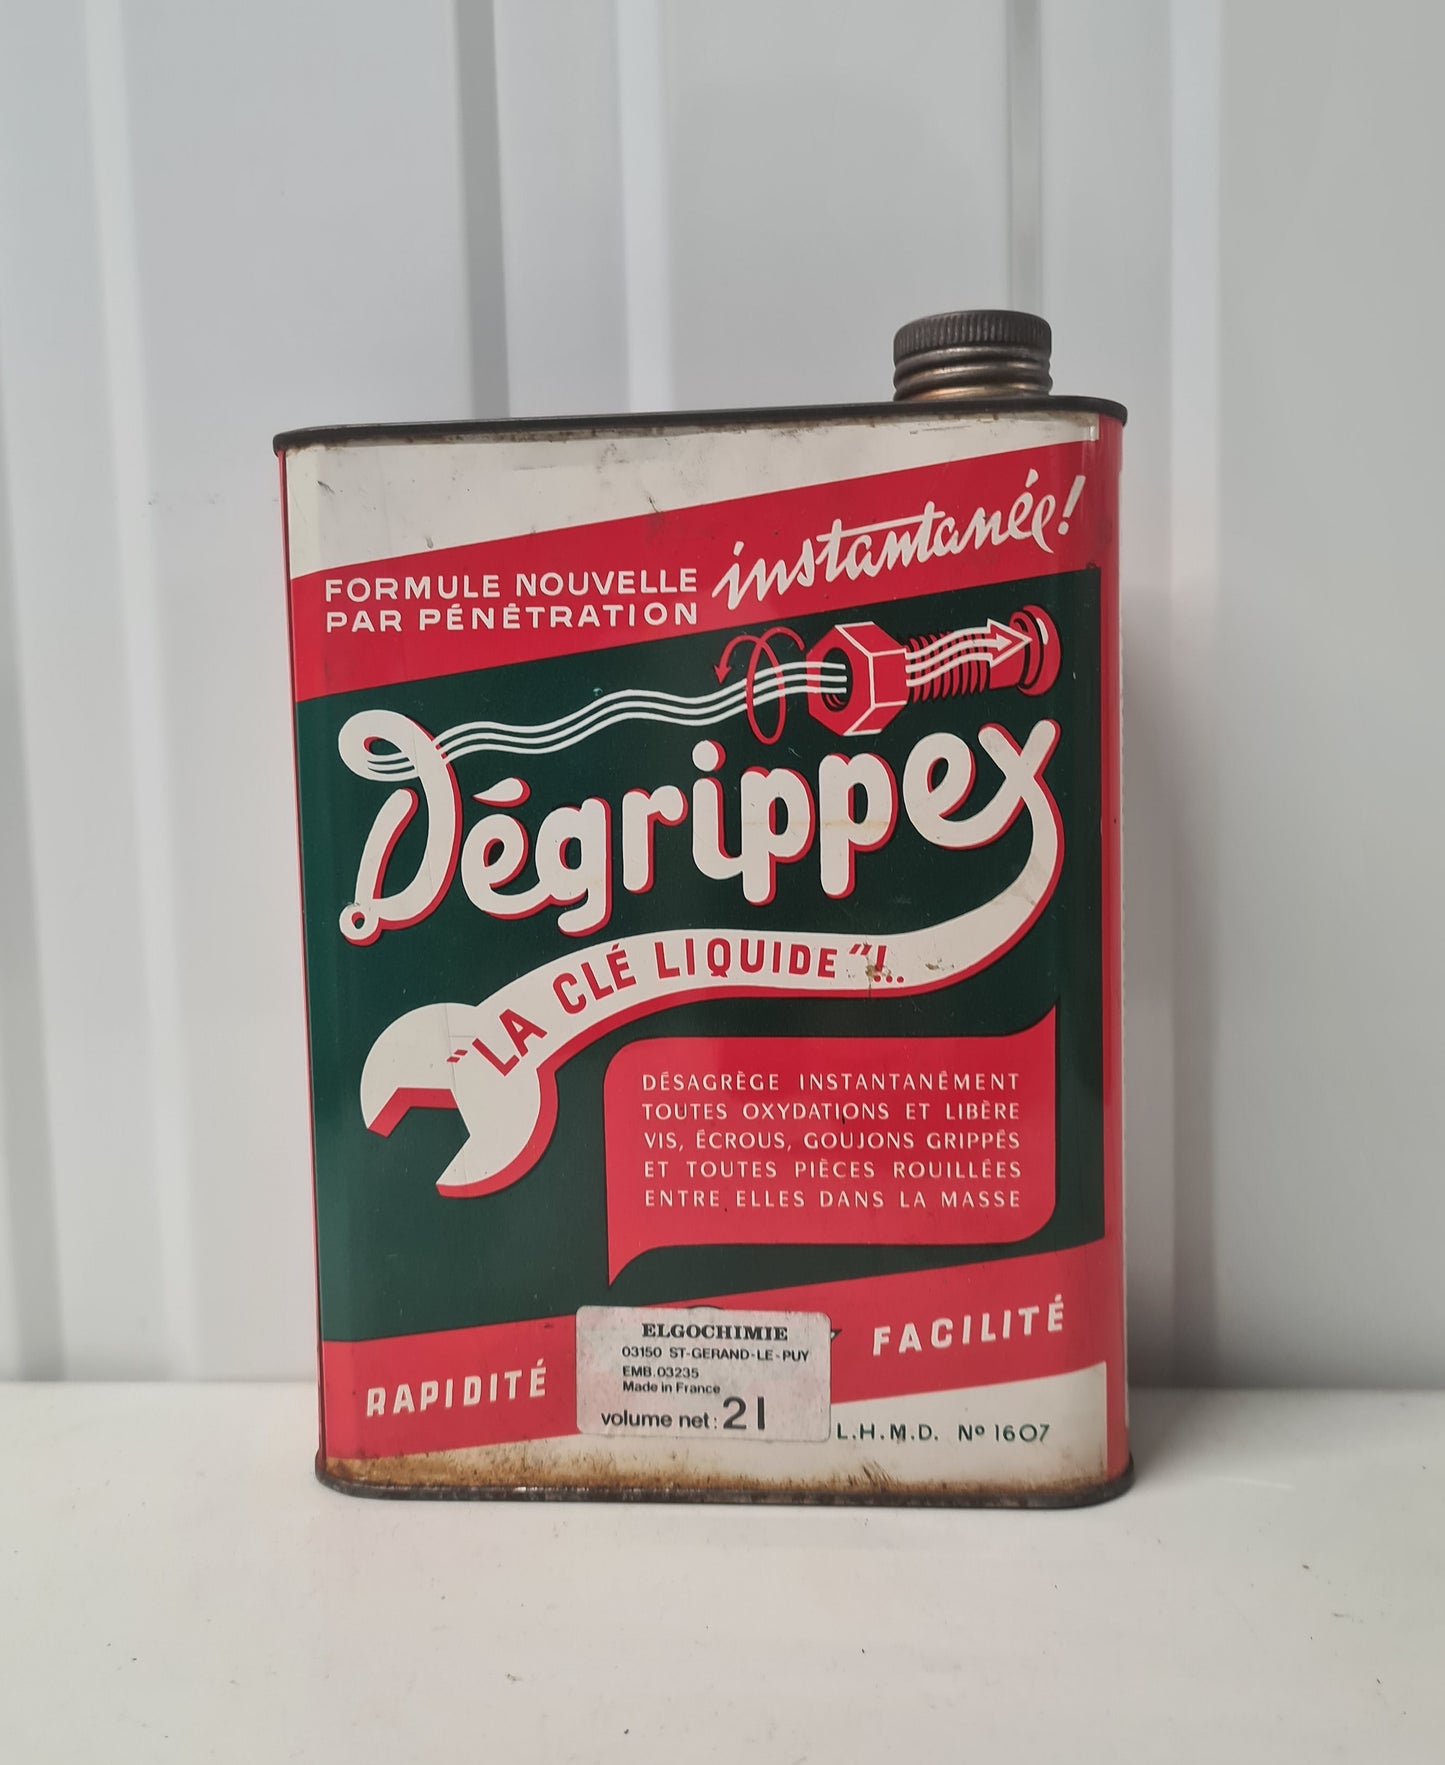 FORMULE NOUVELLE
PAR PÉNÉTRATION
instantanée!
Dégrippex
"LA CLÉ LIQUIDE"!..
DÉSAGRÈGE INSTANTANÉMENT
TOUTES OXYDATIONS ET LIBÈRE
VIS, ÉCROUS, GOUJONS GRIPPÉS
ET TOUTES PIÈCES ROUILLÉES
ENTRE ELLES DANS LA MASSE
RAPIDITÉ
FACILITÉ
ELGOCHIMIE
03150 ST-GERAND-LE-PUY
EMB.03235
Made in France
volume net: 2l
L.H.M.D. Nº 1607